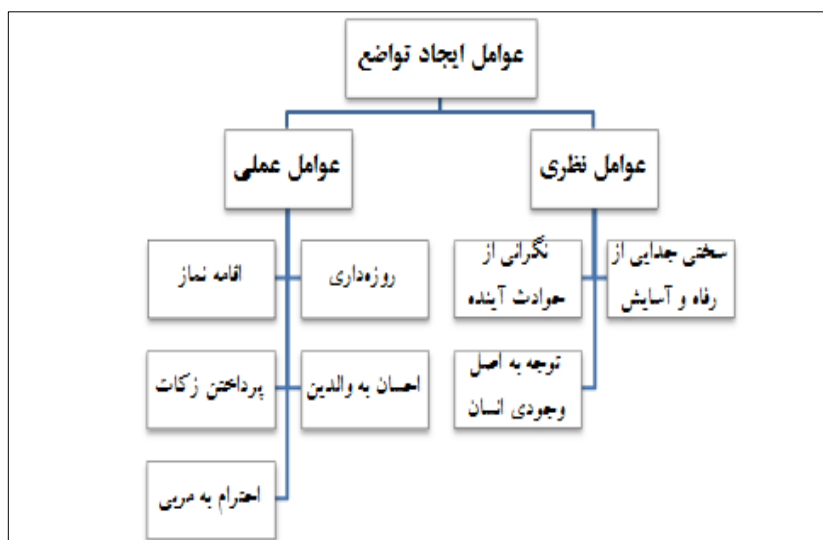 عوامل ایجاد تواضع
عوامل نظری
عوامل عملی
سختی جدایی از
رفاه و آسایش
نگرانی از
حوادث آینده
روزه‌داری
اقامه نماز
توجه به اصل
وجودی انسان
احسان به والدین
پرداختن زکات
احترام به مربی